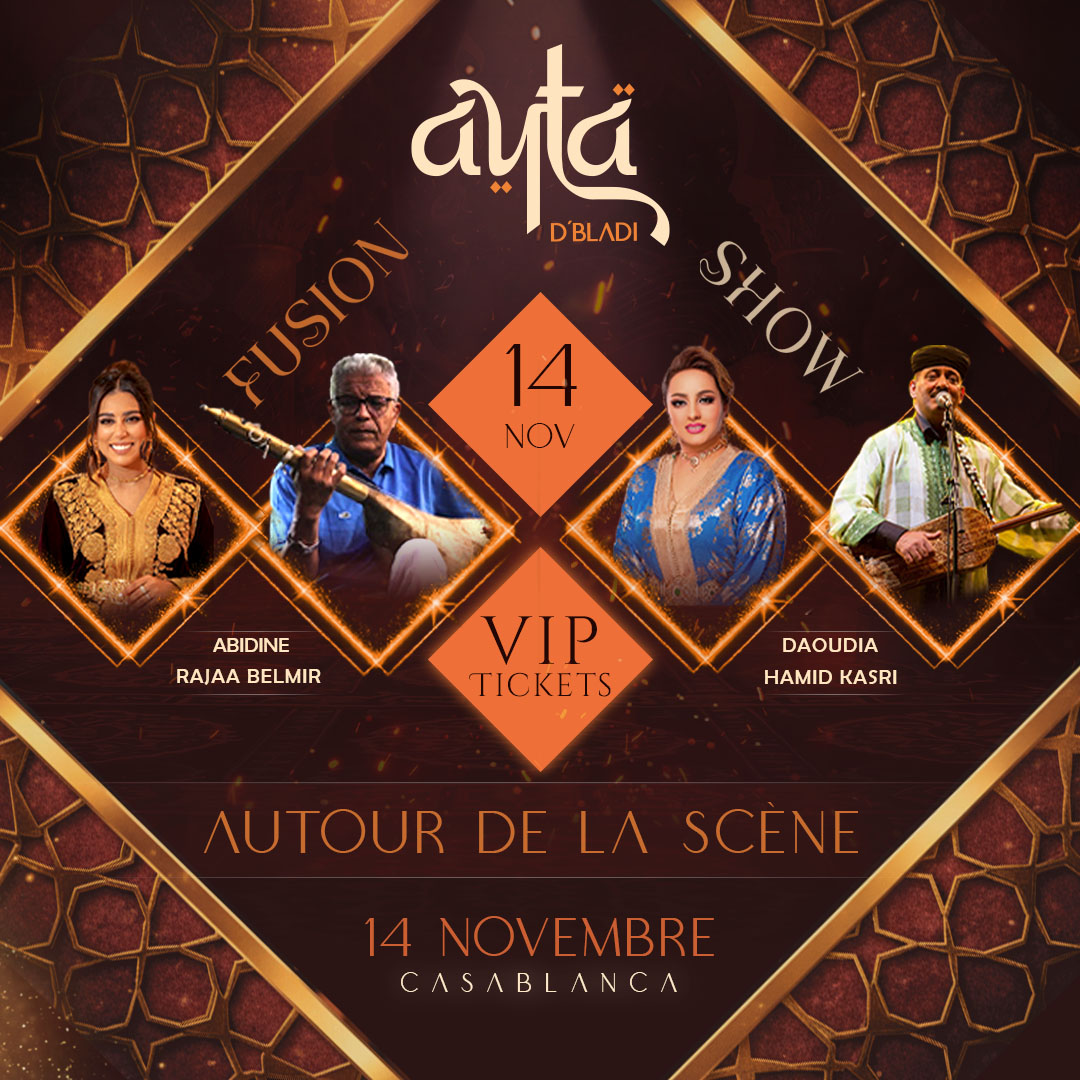 aytä
D'BLADI
FUSION
SHOW
14
NOV
ABIDINE
RAJAA BELMIR
VIP
TICKETS
DAOUDIA
HAMID KASRI
AUTOUR DE LA SCÈNE
14 NOVEMBRE
CASABLANCA